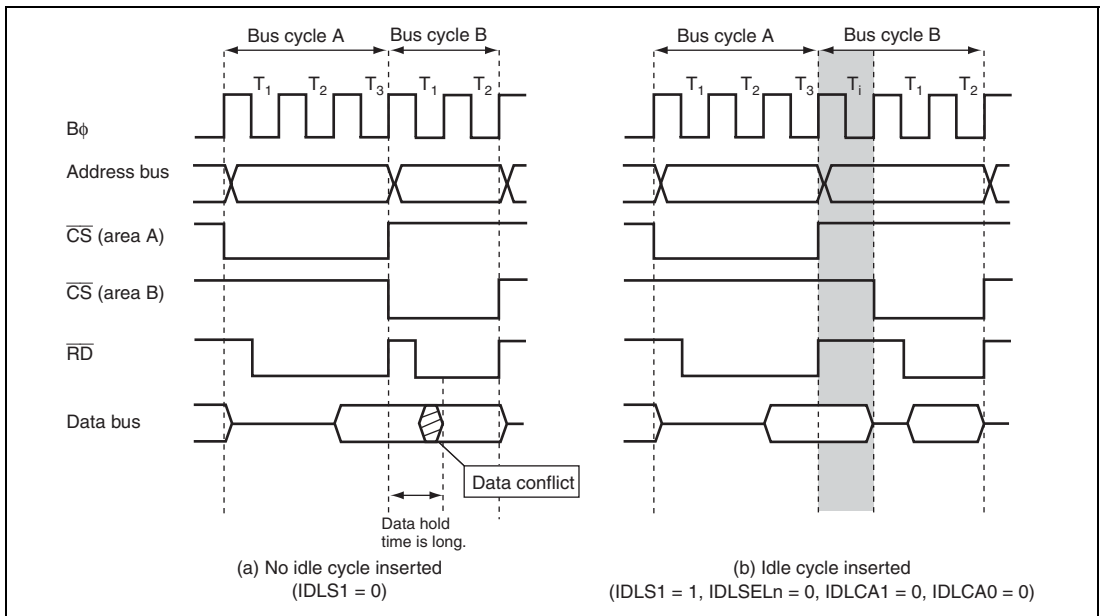 Bus cycle A
Bus cycle B
T1 T2 T3 T1 T2
Bφ
Address bus
CS (area A)
CS (area B)
RD
Data bus
Data conflict
Data hold
time is long.
(a) No idle cycle inserted
(IDLS1 = 0)
Bus cycle A
Bus cycle B
T1 T2 T3 Ti T1 T2
(b) Idle cycle inserted
(IDLS1 = 1, IDLSELn = 0, IDLCA1 = 0, IDLCA0 = 0)